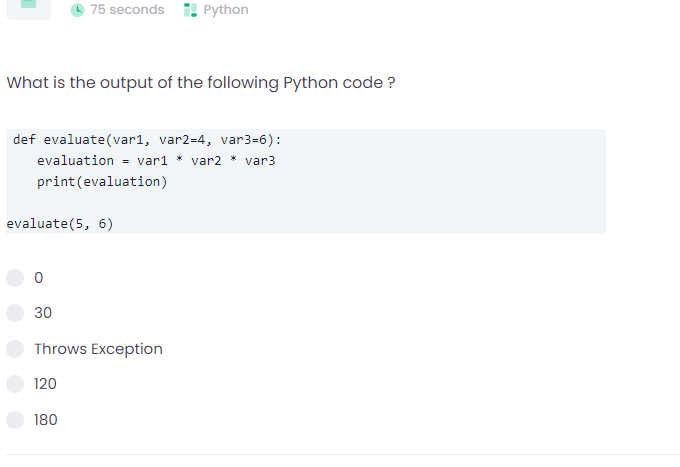 75 seconds Python
What is the output of the following Python code ?
def evaluate(var1, var2=4, var3=6):
evaluation = var1 * var2 * var3
print(evaluation)
evaluate(5, 6)
0
30
Throws Exception
120
180